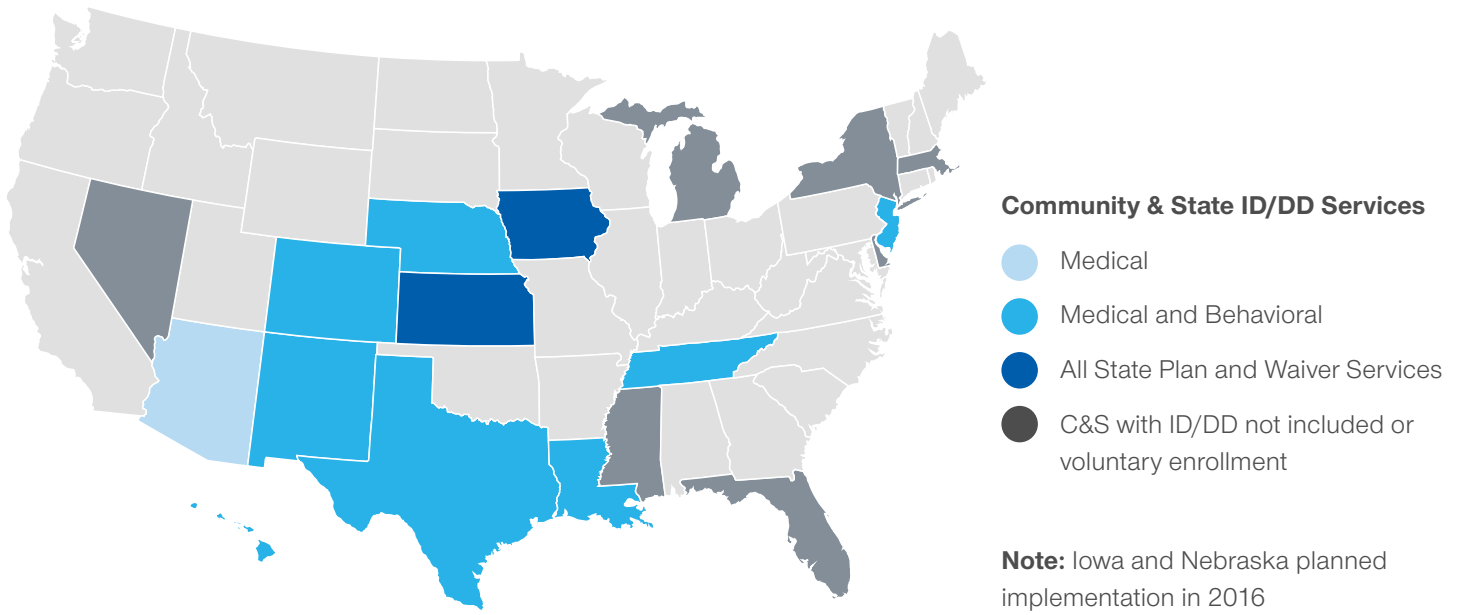 Community & State ID/DD Services
Medical
Medical and Behavioral
All State Plan and Waiver Services
C&S with ID/DD not included or
voluntary enrollment
Note: Iowa and Nebraska planned
implementation in 2016